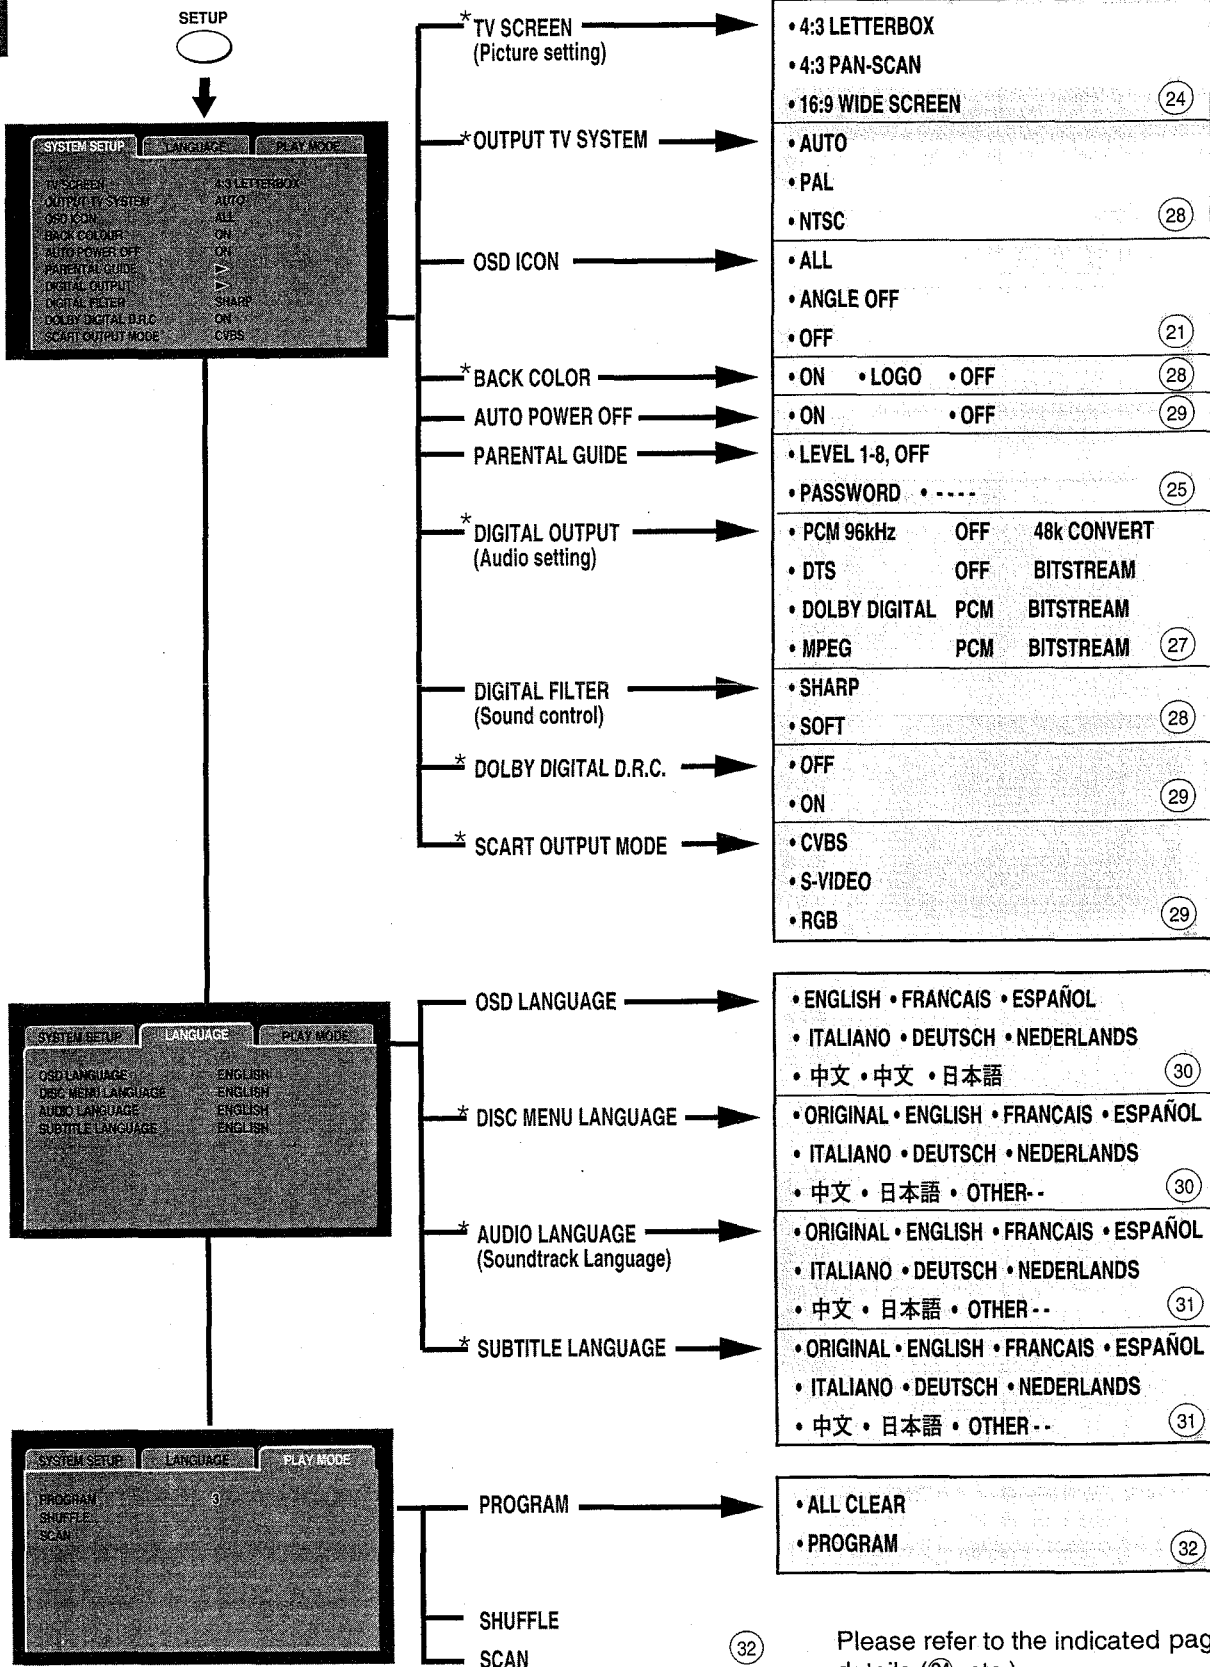 SETUP
SYSTEM SETUP LANGUAGE PLAY MODE
TV SCREEN 4:3 LETTERBOX
OUTPUT TV SYSTEM AUTO
OSD ICON ALL
BACK COLOUR ON
AUTO POWER OFF ON
PARENTAL GUIDE
DIGITAL OUTPUT
DIGITAL FILTER SHARP
DOLBY DIGITAL D.R.C ON
SCART OUTPUT MODE CVBS
*TV SCREEN
(Picture setting)
• 4:3 LETTERBOX
• 4:3 PAN-SCAN
• 16:9 WIDE SCREEN 24
*OUTPUT TV SYSTEM
• AUTO
• PAL
• NTSC 28
OSD ICON
• ALL
• ANGLE OFF
• OFF 21
*BACK COLOR
• ON • LOGO • OFF 28
AUTO POWER OFF
• ON • OFF 29
PARENTAL GUIDE
• LEVEL 1-8, OFF
• PASSWORD • - - - - 25
*DIGITAL OUTPUT
(Audio setting)
• PCM 96kHz OFF 48k CONVERT
• DTS OFF BITSTREAM
• DOLBY DIGITAL PCM BITSTREAM
• MPEG PCM BITSTREAM 27
DIGITAL FILTER
(Sound control)
• SHARP
• SOFT 28
* DOLBY DIGITAL D.R.C.
• OFF
• ON 29
* SCART OUTPUT MODE
• CVBS
• S-VIDEO
• RGB 29
SYSTEM SETUP LANGUAGE PLAY MODE
OSD LANGUAGE ENGLISH
DISC MENU LANGUAGE ENGLISH
AUDIO LANGUAGE ENGLISH
SUBTITLE LANGUAGE ENGLISH
OSD LANGUAGE
• ENGLISH • FRANCAIS • ESPAÑOL
• ITALIANO • DEUTSCH • NEDERLANDS
• 中文 • 中文 • 日本語 30
* DISC MENU LANGUAGE
• ORIGINAL • ENGLISH • FRANCAIS • ESPAÑOL
• ITALIANO • DEUTSCH • NEDERLANDS
• 中文 • 日本語 • OTHER- - 30
* AUDIO LANGUAGE
(Soundtrack Language)
• ORIGINAL • ENGLISH • FRANCAIS • ESPAÑOL
• ITALIANO • DEUTSCH • NEDERLANDS
• 中文 • 日本語 • OTHER - - 31
* SUBTITLE LANGUAGE
• ORIGINAL • ENGLISH • FRANCAIS • ESPAÑOL
• ITALIANO • DEUTSCH • NEDERLANDS
• 中文 • 日本語 • OTHER - - 31
SYSTEM SETUP LANGUAGE PLAY MODE
PROGRAM 3
SHUFFLE
SCAN
PROGRAM
• ALL CLEAR
• PROGRAM 32
SHUFFLE
SCAN 32
Please refer to the indicated pag